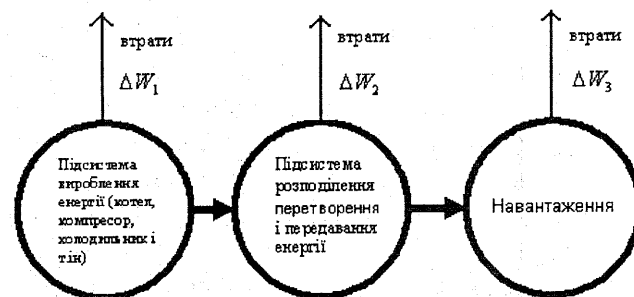 втрати
ΔW₁
втрати
ΔW₂
втрати
ΔW₃
Підсистема
вироблення
енергії (котел,
компресор,
холодильник і
т.ін)
Підсистема
розподілення
перетворення
і передавання
енергії
Навантаження